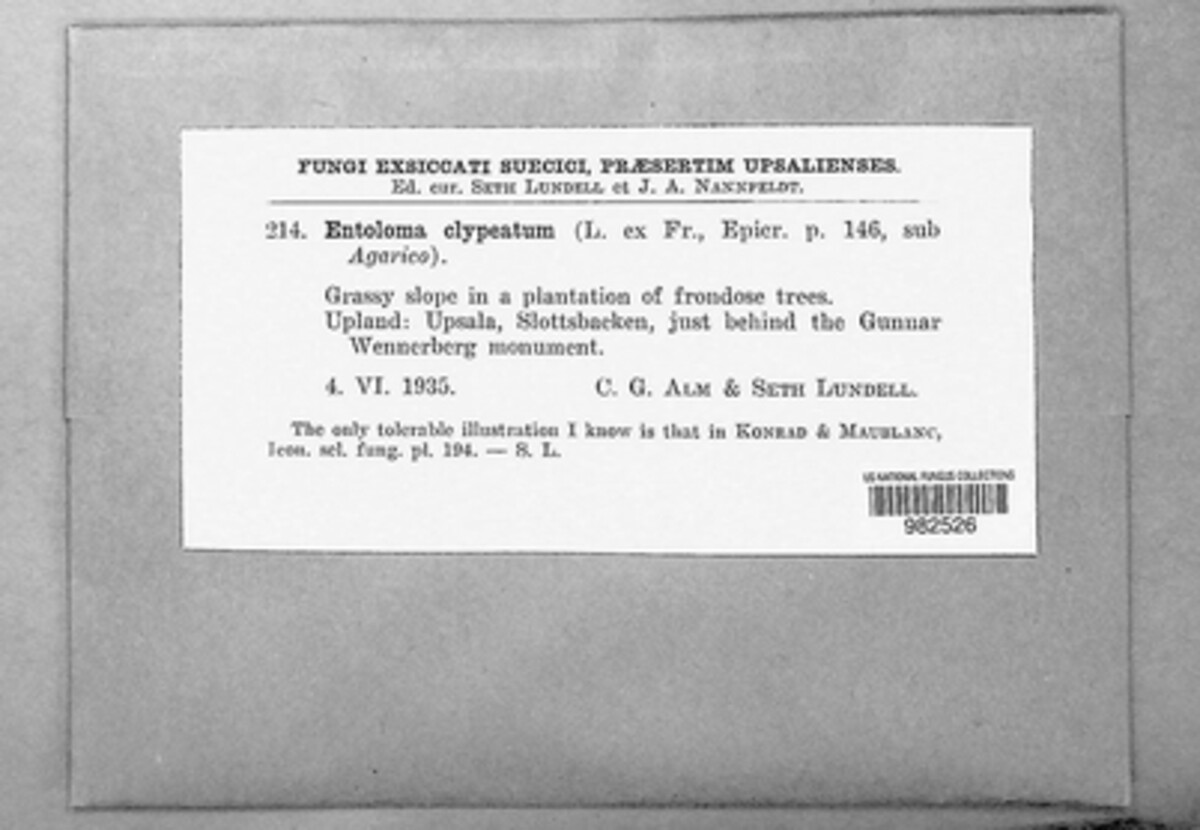 FUNGI EXSICCATI SUECICI, PRÆSERTIM UPSALIENSES.
Ed. cur. SETH LUNDELL et J. A. NANNFELDT.
214. Entoloma clypeatum (L. ex Fr., Epicr. p. 146, sub
Agarico).
Grassy slope in a plantation of frondose trees.
Upland: Upsala, Slottsbacken, just behind the Gunnar
Wennerberg monument.
4. VI. 1935. C. G. ALM & SETH LUNDELL.
The only tolerable illustration I know is that in KONRAD & MAUBLANC,
Icon. sel. fung. pl. 194. — S. L.
US NATIONAL FUNGUS COLLECTIONS
982526